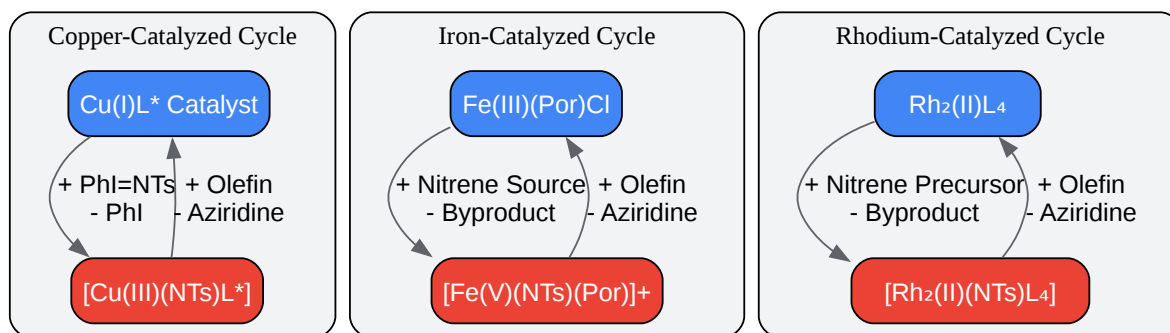 Copper-Catalyzed Cycle
Cu(I)L* Catalyst
+ PhI=NTs
- PhI
+ Olefin
- Aziridine
[Cu(III)(NTs)L*]
Iron-Catalyzed Cycle
Fe(III)(Por)Cl
+ Nitrene Source
- Byproduct
+ Olefin
- Aziridine
[Fe(V)(NTs)(Por)]+
Rhodium-Catalyzed Cycle
Rh₂(II)L₄
+ Nitrene Precursor
- Byproduct
+ Olefin
- Aziridine
[Rh₂(II)(NTs)L₄]